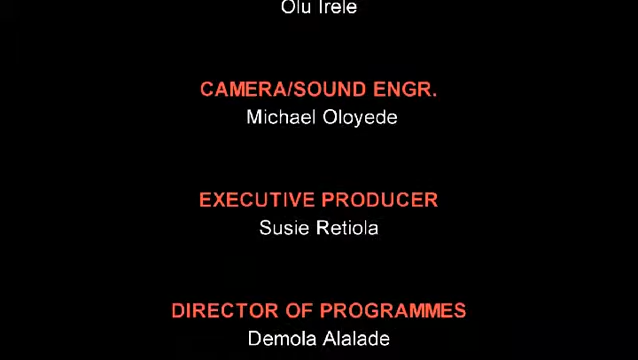 Olu Irele
CAMERA/SOUND ENGR.
Michael Oloyede
EXECUTIVE PRODUCER
Susie Retiola
DIRECTOR OF PROGRAMMES
Demola Alalade